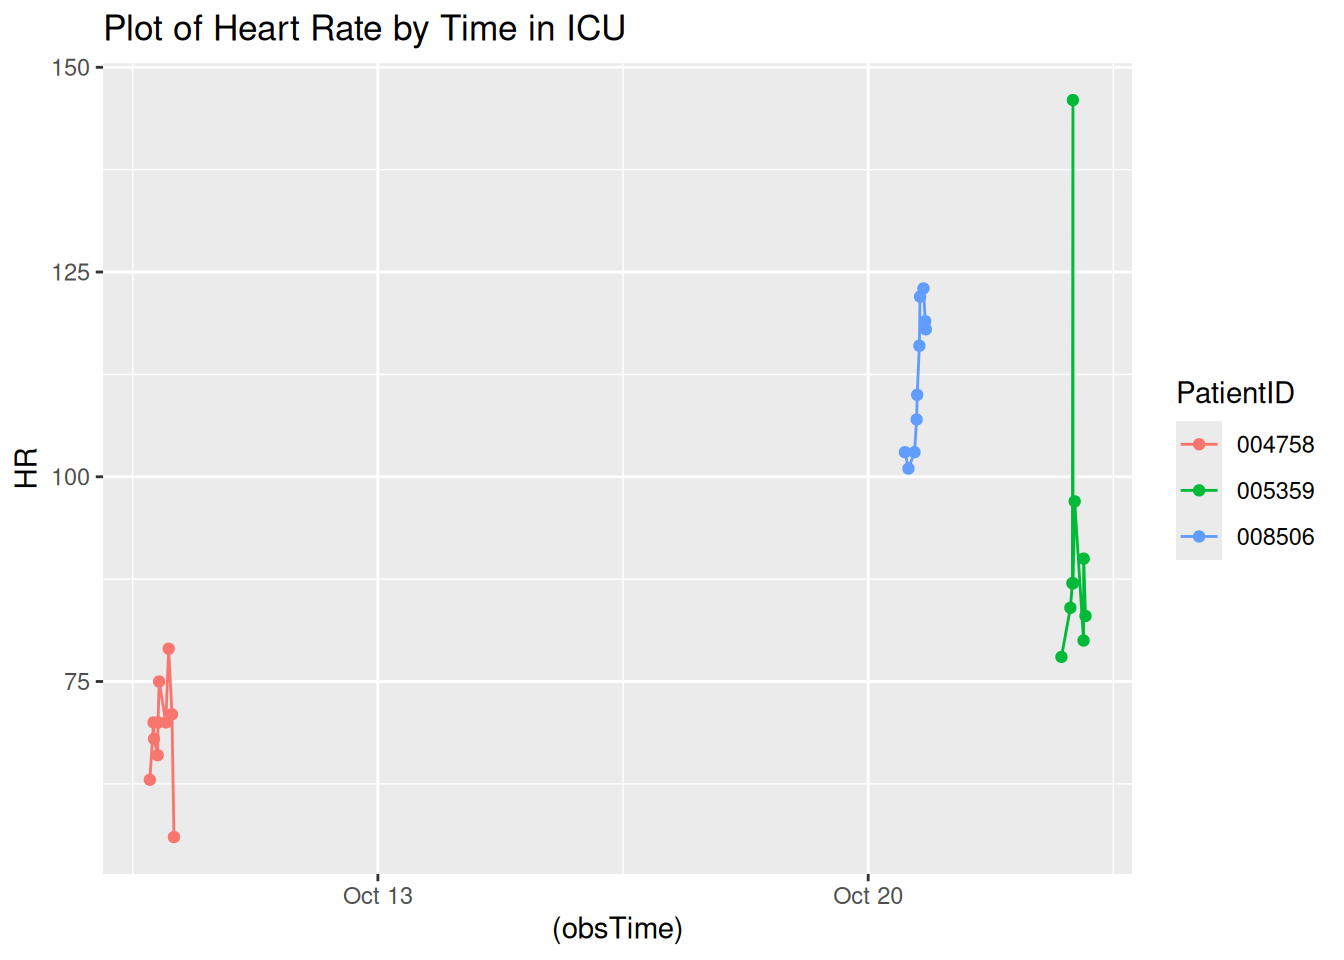 Plot of Heart Rate by Time in ICU
150
125
100
75
HR
Oct 13
Oct 20
(obsTime)
PatientID
004758
005359
008506